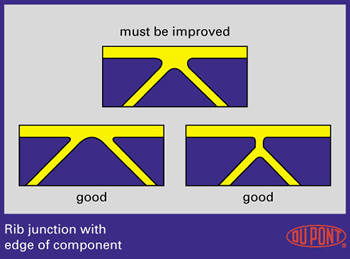 must be improved
good
good
Rib junction with
edge of component
DU PONT